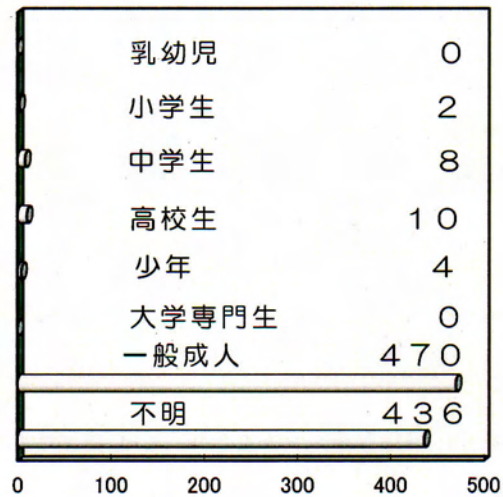 乳幼児 0
小学生 2
中学生 8
高校生 10
少年 4
大学専門生 0
一般成人 470
不明 436
0 100 200 300 400 500